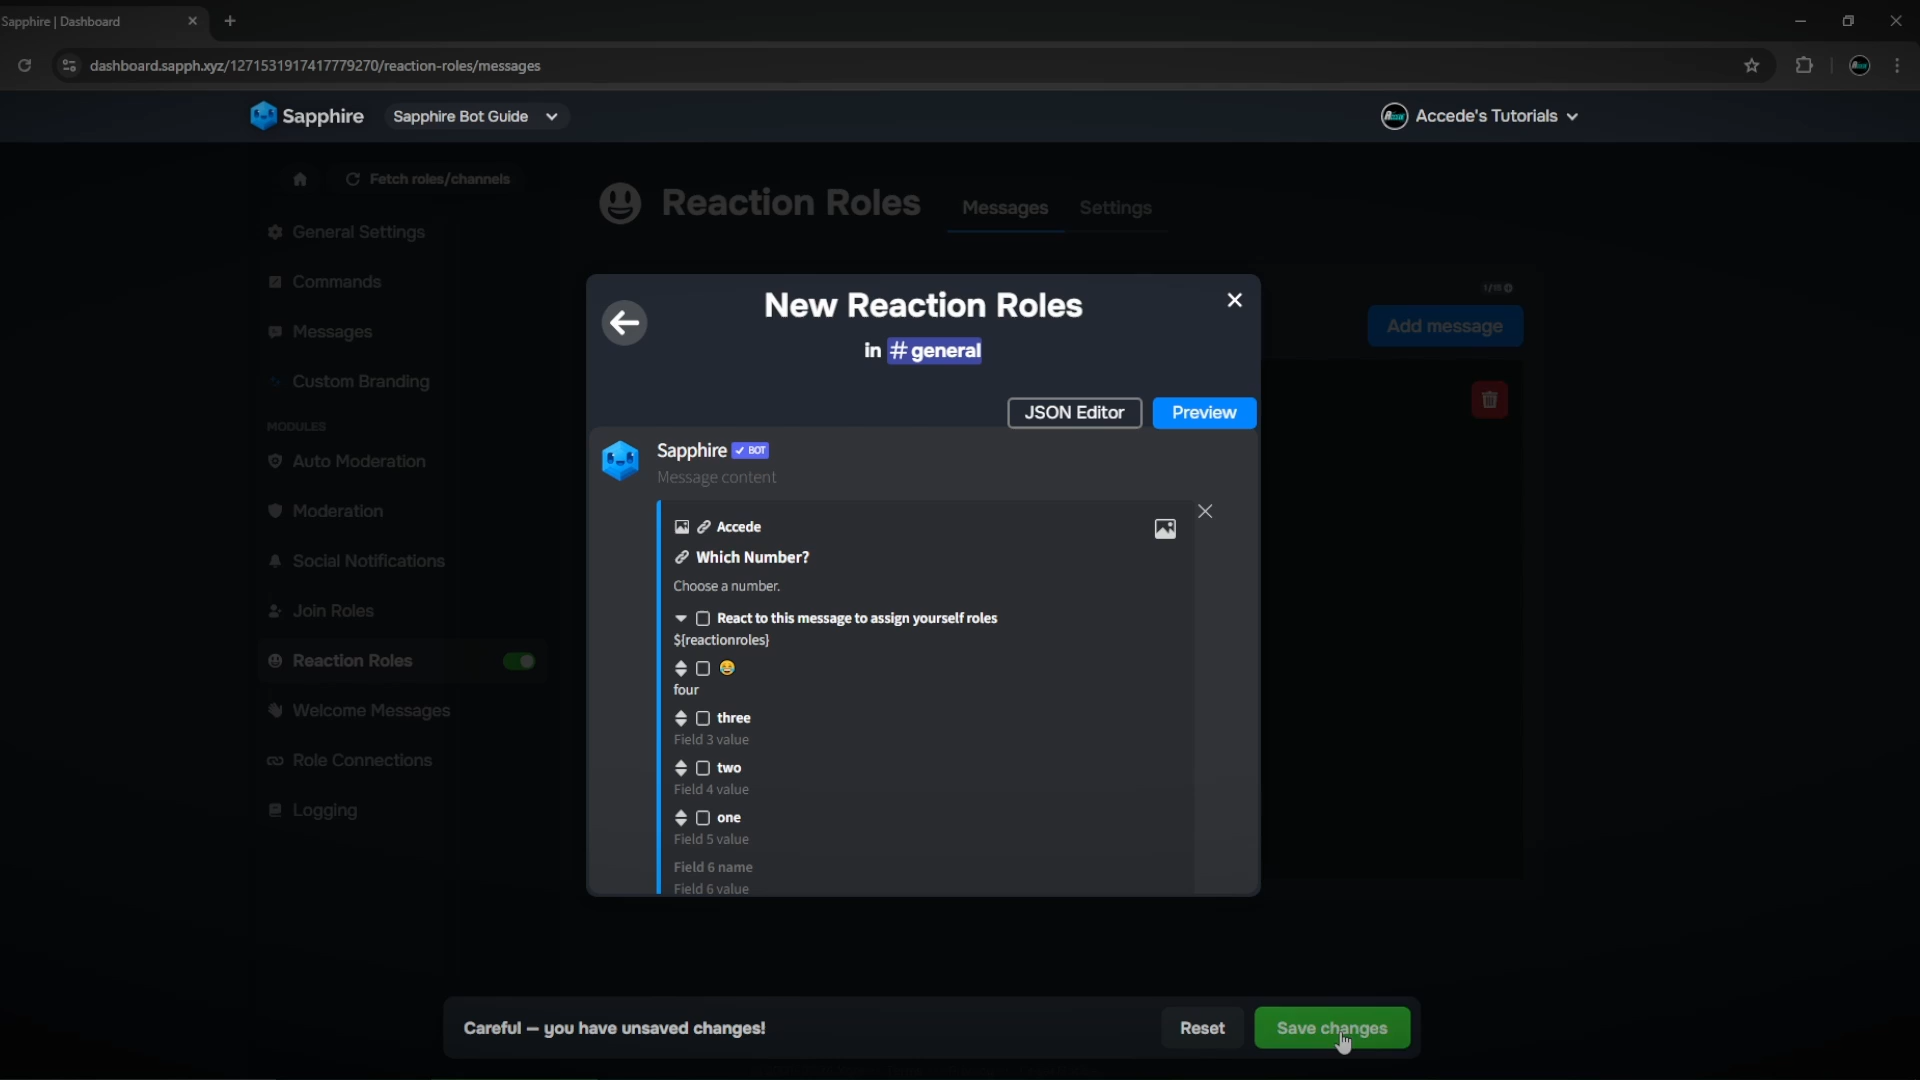 Sapphire | Dashboard
dashboard.sapph.xyz/1271531917417779270/reaction-roles/messages
Sapphire
Sapphire Bot Guide
Accede's Tutorials
Fetch roles/channels
General Settings
Commands
Messages
Custom Branding
MODULES
Auto Moderation
Moderation
Social Notifications
Join Roles
Reaction Roles
Welcome Messages
Role Connections
Logging
Reaction Roles
Messages
Settings
Add message
New Reaction Roles
in #general
JSON Editor
Preview
Sapphire ✓ BOT
Message content
Accede
Which Number?
Choose a number.
React to this message to assign yourself roles
${reactionroles}
😂
four
three
Field 3 value
two
Field 4 value
one
Field 5 value
Field 6 name
Field 6 value
Careful — you have unsaved changes!
Reset
Save changes